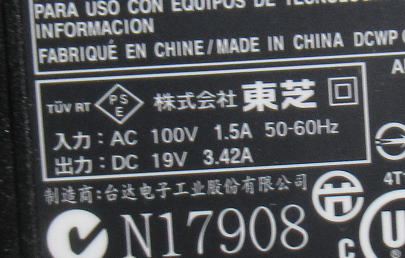 PARA USO CON EQUIPOS DE TECNOLOG
INFORMACION
FABRIQUÉ EN CHINE/MADE IN CHINA DCWP
TÜV RT PSE 株式会社 東芝
入力：AC 100V 1.5A 50-60Hz
出力：DC 19V 3.42A
制造商：台达电子工业股份有限公司
N17908